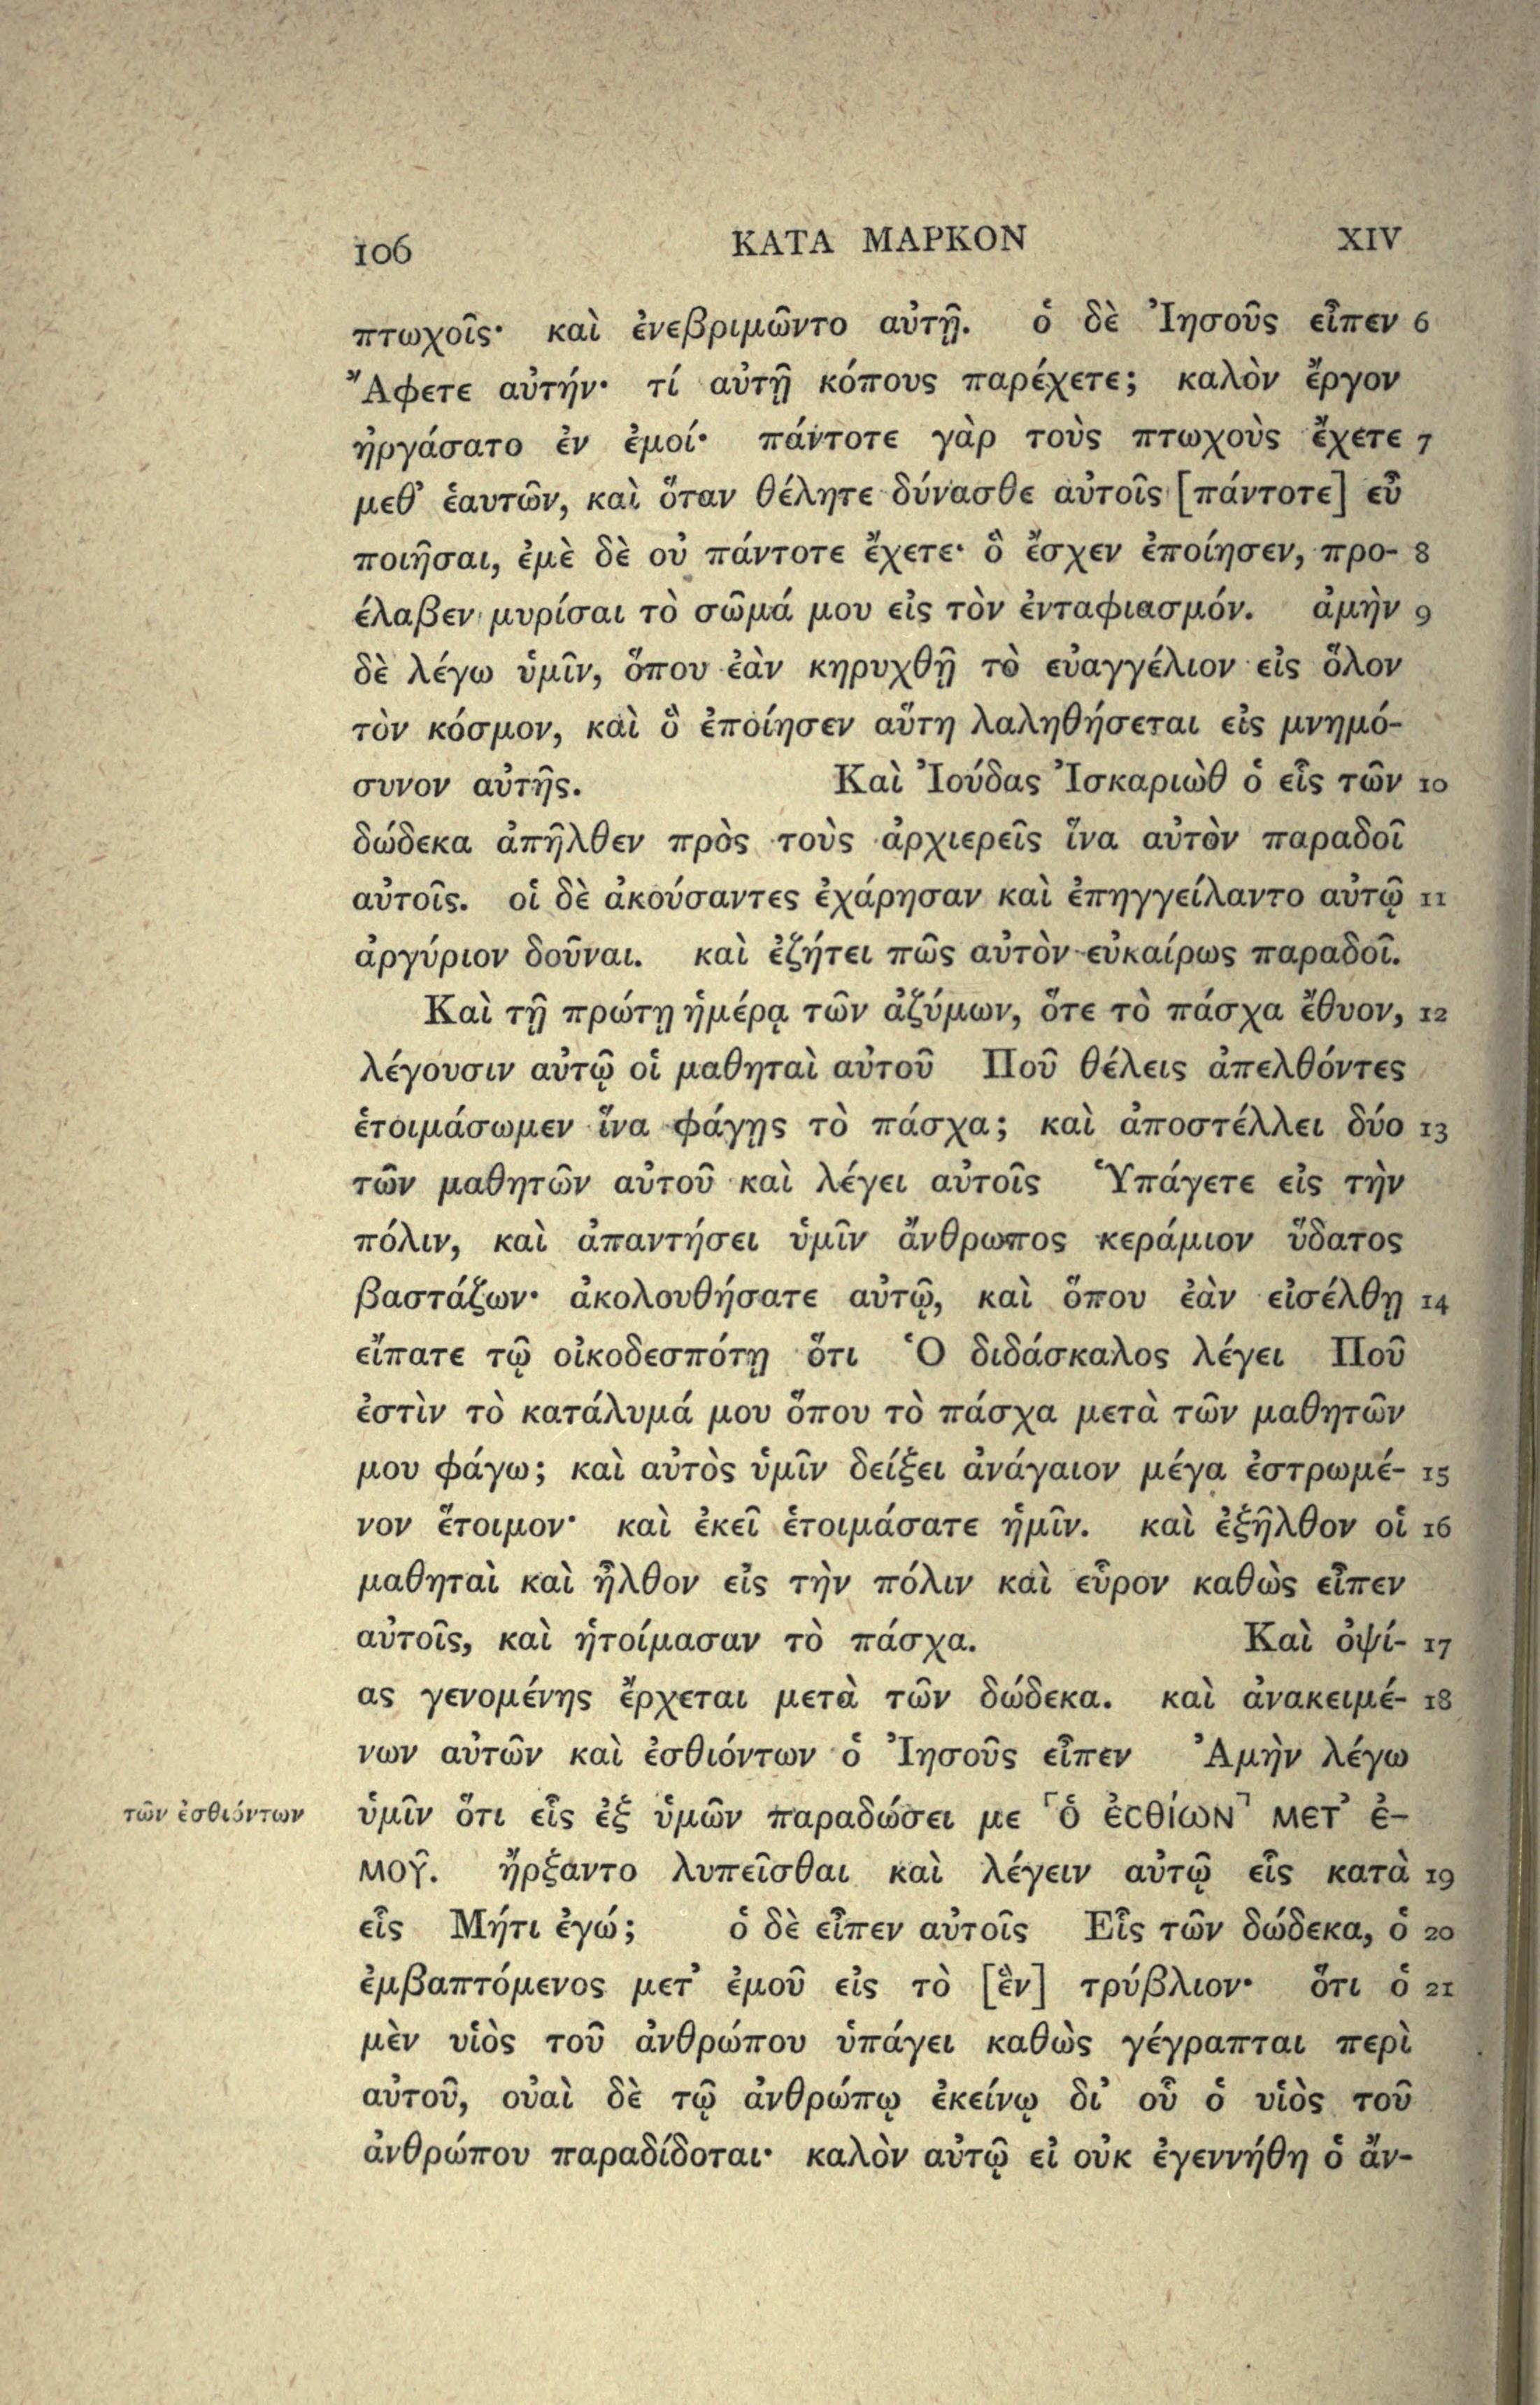 106 ΚΑΤΑ ΜΑΡΚΟΝ XIV
πτωχοῖς· καὶ ἐνεβριμῶντο αὐτῇ. ὁ δὲ Ἰησοῦς εἶπεν 6
Ἄφετε αὐτήν· τί αὐτῇ κόπους παρέχετε; καλὸν ἔργον
ἠργάσατο ἐν ἐμοί· πάντοτε γὰρ τοὺς πτωχοὺς ἔχετε 7
μεθ᾽ ἑαυτῶν, καὶ ὅταν θέλητε δύνασθε αὐτοῖς [πάντοτε] εὖ
ποιῆσαι, ἐμὲ δὲ οὐ πάντοτε ἔχετε· ὃ ἔσχεν ἐποίησεν, προ- 8
έλαβεν μυρίσαι τὸ σῶμά μου εἰς τὸν ἐνταφιασμόν. ἀμὴν 9
δὲ λέγω ὑμῖν, ὅπου ἐὰν κηρυχθῇ τὸ εὐαγγέλιον εἰς ὅλον
τὸν κόσμον, καὶ ὃ ἐποίησεν αὕτη λαληθήσεται εἰς μνημό-
συνον αὐτῆς. Καὶ Ἰούδας Ἰσκαριὼθ ὁ εἷς τῶν 10
δώδεκα ἀπῆλθεν πρὸς τοὺς ἀρχιερεῖς ἵνα αὐτὸν παραδοῖ
αὐτοῖς. οἱ δὲ ἀκούσαντες ἐχάρησαν καὶ ἐπηγγείλαντο αὐτῷ 11
ἀργύριον δοῦναι. καὶ ἐζήτει πῶς αὐτὸν εὐκαίρως παραδοῖ.
Καὶ τῇ πρώτῃ ἡμέρᾳ τῶν ἀζύμων, ὅτε τὸ πάσχα ἔθυον, 12
λέγουσιν αὐτῷ οἱ μαθηταὶ αὐτοῦ Ποῦ θέλεις ἀπελθόντες
ἑτοιμάσωμεν ἵνα φάγῃς τὸ πάσχα; καὶ ἀποστέλλει δύο 13
τῶν μαθητῶν αὐτοῦ καὶ λέγει αὐτοῖς Ὑπάγετε εἰς τὴν
πόλιν, καὶ ἀπαντήσει ὑμῖν ἄνθρωπος κεράμιον ὕδατος
βαστάζων· ἀκολουθήσατε αὐτῷ, καὶ ὅπου ἐὰν εἰσέλθῃ 14
εἴπατε τῷ οἰκοδεσπότῃ ὅτι Ὁ διδάσκαλος λέγει Ποῦ
ἐστὶν τὸ κατάλυμά μου ὅπου τὸ πάσχα μετὰ τῶν μαθητῶν
μου φάγω; καὶ αὐτὸς ὑμῖν δείξει ἀνάγαιον μέγα ἐστρωμέ- 15
νον ἕτοιμον· καὶ ἐκεῖ ἑτοιμάσατε ἡμῖν. καὶ ἐξῆλθον οἱ 16
μαθηταὶ καὶ ἦλθον εἰς τὴν πόλιν καὶ εὗρον καθὼς εἶπεν
αὐτοῖς, καὶ ἡτοίμασαν τὸ πάσχα. Καὶ ὀψί- 17
ας γενομένης ἔρχεται μετὰ τῶν δώδεκα. καὶ ἀνακειμέ- 18
νων αὐτῶν καὶ ἐσθιόντων ὁ Ἰησοῦς εἶπεν Ἀμὴν λέγω
τῶν ἐσθιόντων ὑμῖν ὅτι εἷς ἐξ ὑμῶν παραδώσει με ⌜ὁ ἐσθίων⌝ μετ᾽ ἐ-
μοῦ. ἤρξαντο λυπεῖσθαι καὶ λέγειν αὐτῷ εἷς κατὰ 19
εἷς Μήτι ἐγώ; ὁ δὲ εἶπεν αὐτοῖς Εἷς τῶν δώδεκα, ὁ 20
ἐμβαπτόμενος μετ᾽ ἐμοῦ εἰς τὸ [ἓν] τρύβλιον· ὅτι ὁ 21
μὲν υἱὸς τοῦ ἀνθρώπου ὑπάγει καθὼς γέγραπται περὶ
αὐτοῦ, οὐαὶ δὲ τῷ ἀνθρώπῳ ἐκείνῳ δι᾽ οὗ ὁ υἱὸς τοῦ
ἀνθρώπου παραδίδοται· καλὸν αὐτῷ εἰ οὐκ ἐγεννήθη ὁ ἄν-